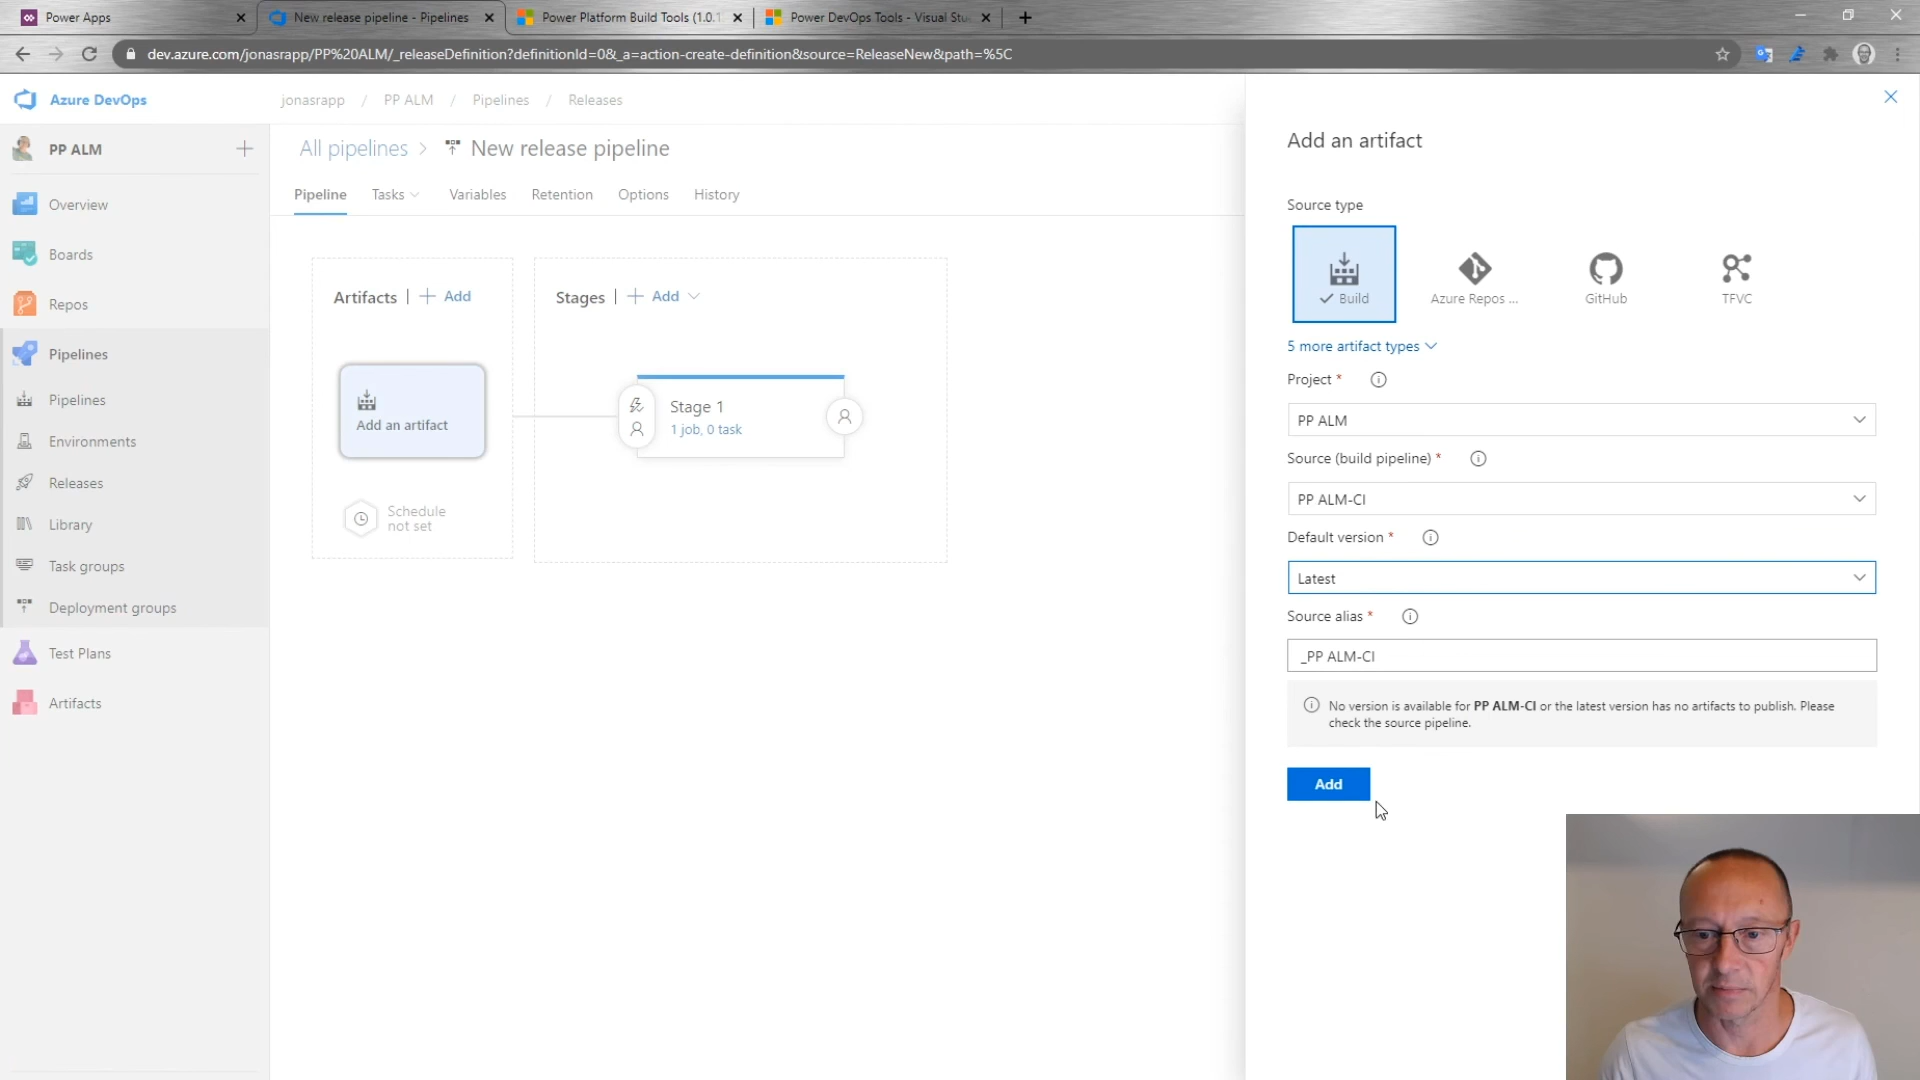 Power Apps
New release pipeline - Pipelines
Power Platform Build Tools (1.0.1
Power DevOps Tools - Visual Stu
dev.azure.com/jonasrapp/PP%20ALM/_releaseDefinition?definitionId=0&_a=action-create-definition&source=ReleaseNew&path=%5C
Azure DevOps
jonasrapp / PP ALM / Pipelines / Releases
PP ALM
Overview
Boards
Repos
Pipelines
Pipelines
Environments
Releases
Library
Task groups
Deployment groups
Test Plans
Artifacts
All pipelines > New release pipeline
Pipeline Tasks Variables Retention Options History
Artifacts | + Add
Stages | + Add
Add an artifact
Stage 1
1 job, 0 task
Schedule
not set
Add an artifact
Source type
Build
Azure Repos ...
GitHub
TFVC
5 more artifact types
Project *
PP ALM
Source (build pipeline) *
PP ALM-CI
Default version *
Latest
Source alias *
_PP ALM-CI
No version is available for PP ALM-CI or the latest version has no artifacts to publish. Please
check the source pipeline.
Add